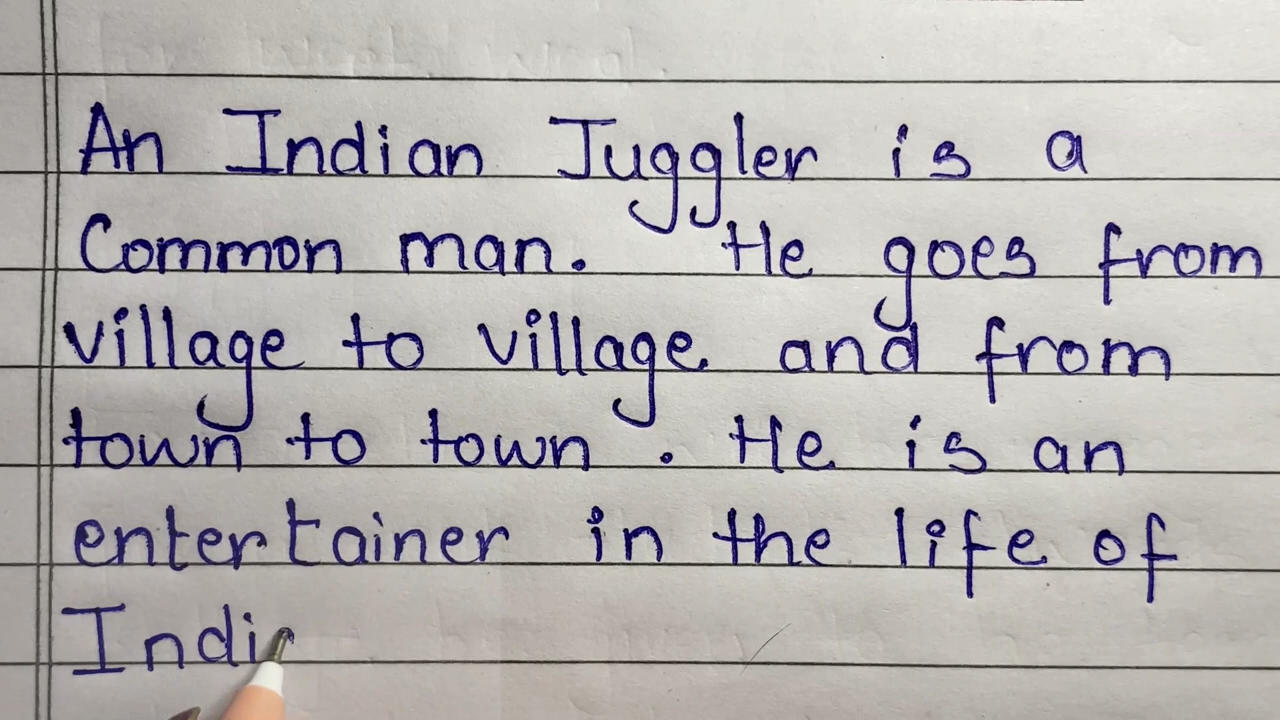 An Indian Juggler is a
Common man. He goes from
village to village and from
town to town. He is an
entertainer in the life of
Indi